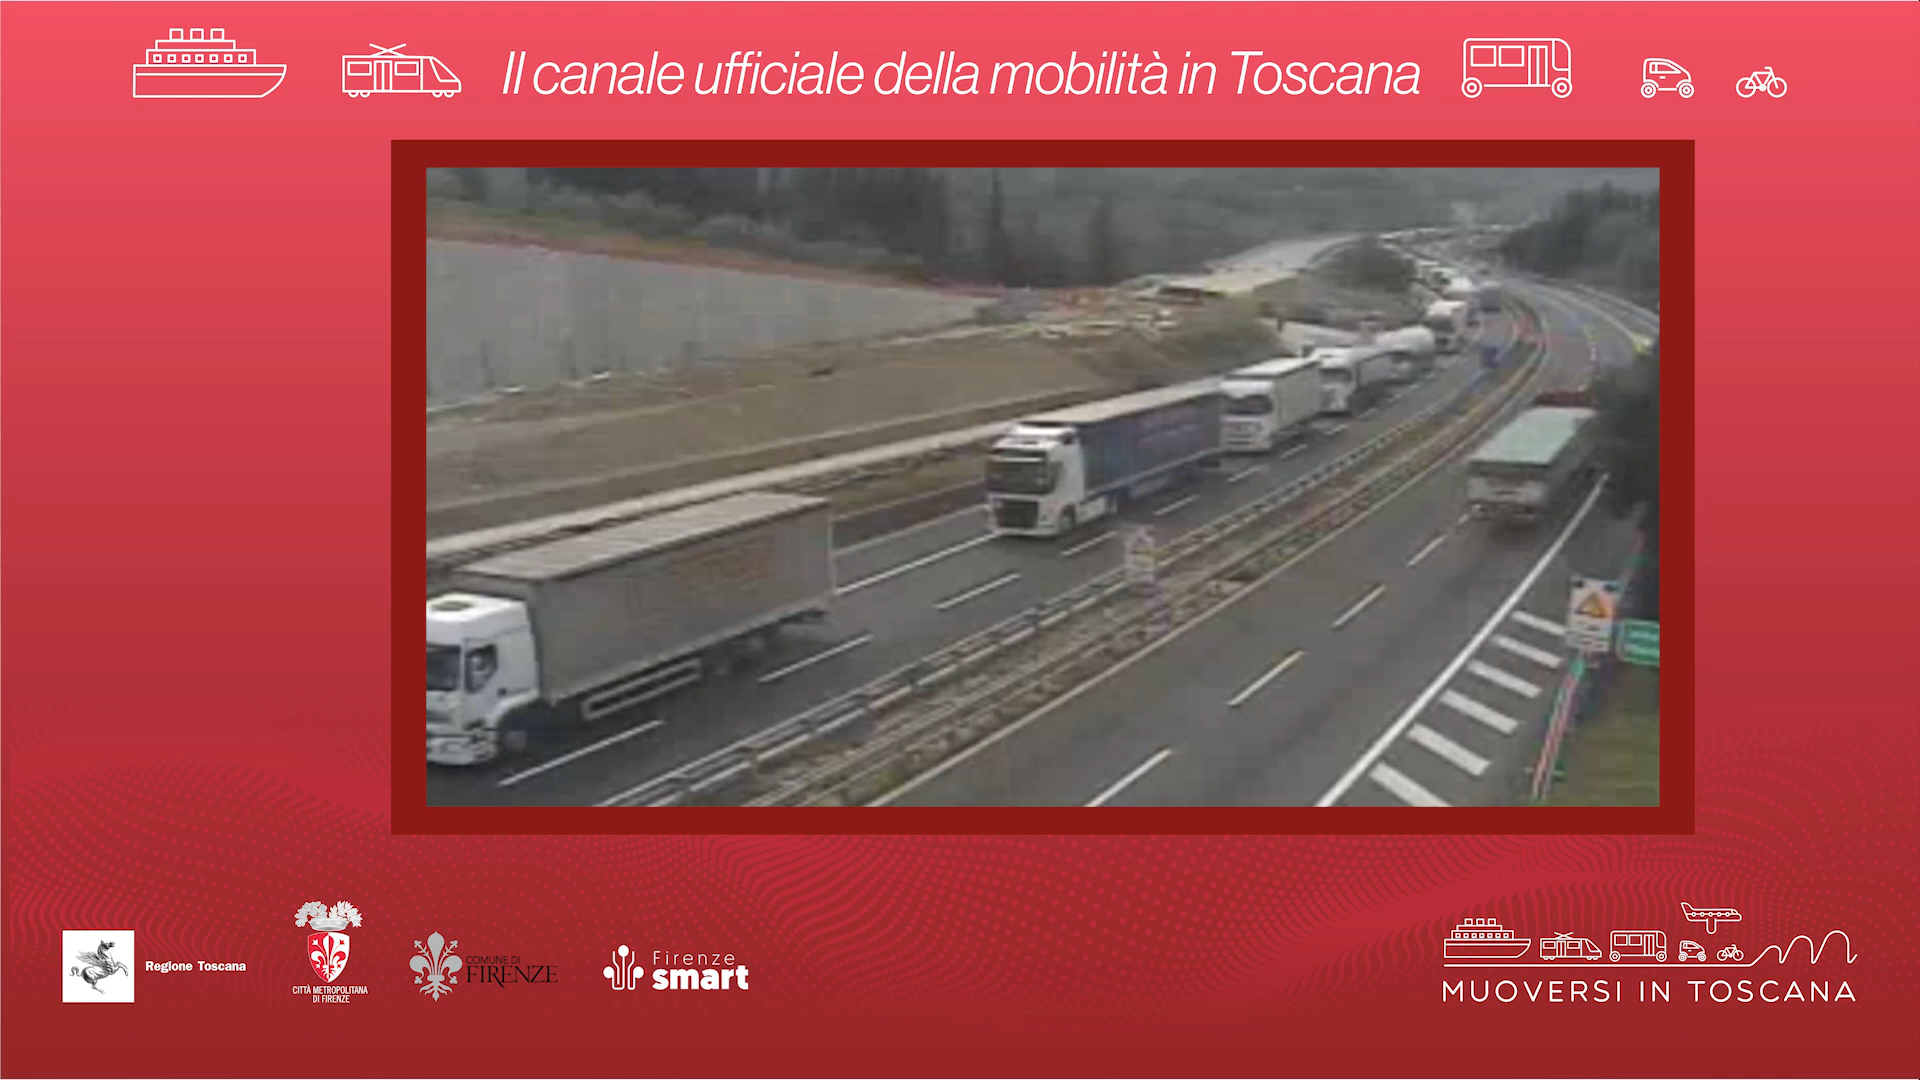 Il canale ufficiale della mobilità in Toscana
Regione Toscana
CITTÀ METROPOLITANA
DI FIRENZE
COMUNE DI
FIRENZE
Firenze
smart
MUOVERSI IN TOSCANA